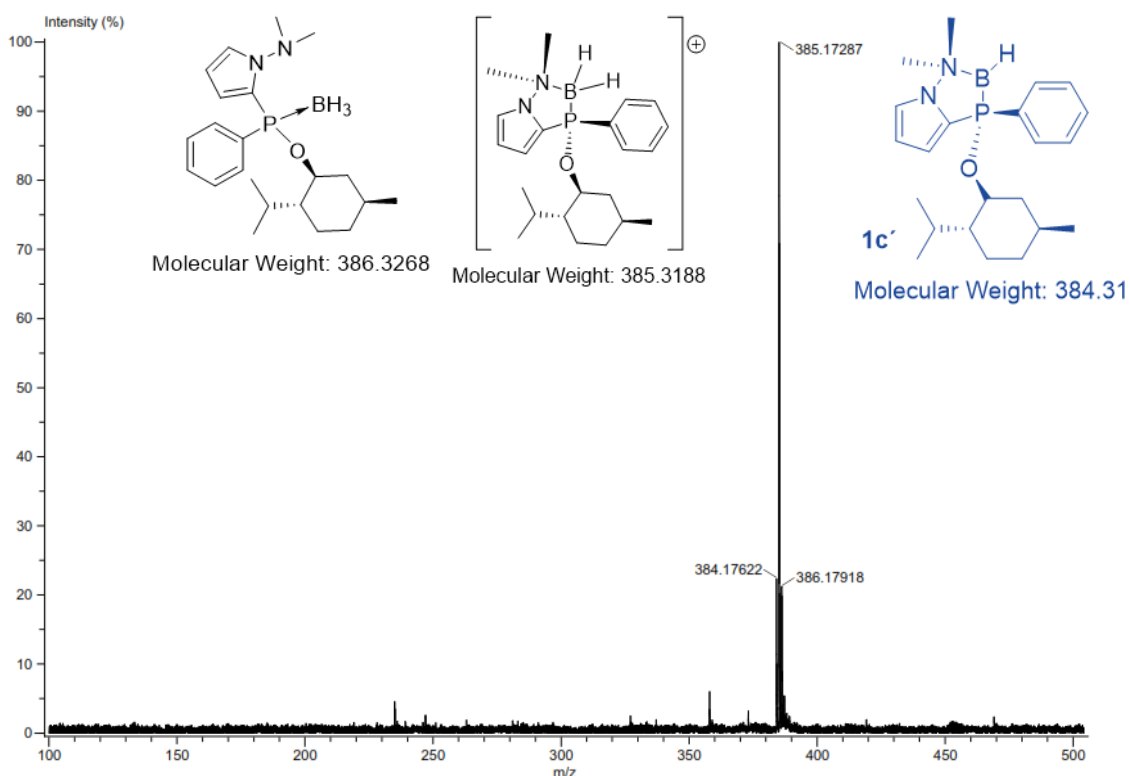 Intensity (%)
100
90
80
70
60
50
40
30
20
10
0
100
150
200
250
300
350
400
450
500
m/z
385.17287
384.17622
386.17918
N
N
P
BH3
O
Molecular Weight: 386.3268
N
B
H
H
N
P
O
⊕
Molecular Weight: 385.3188
N
B
H
N
P
O
1c´
Molecular Weight: 384.31